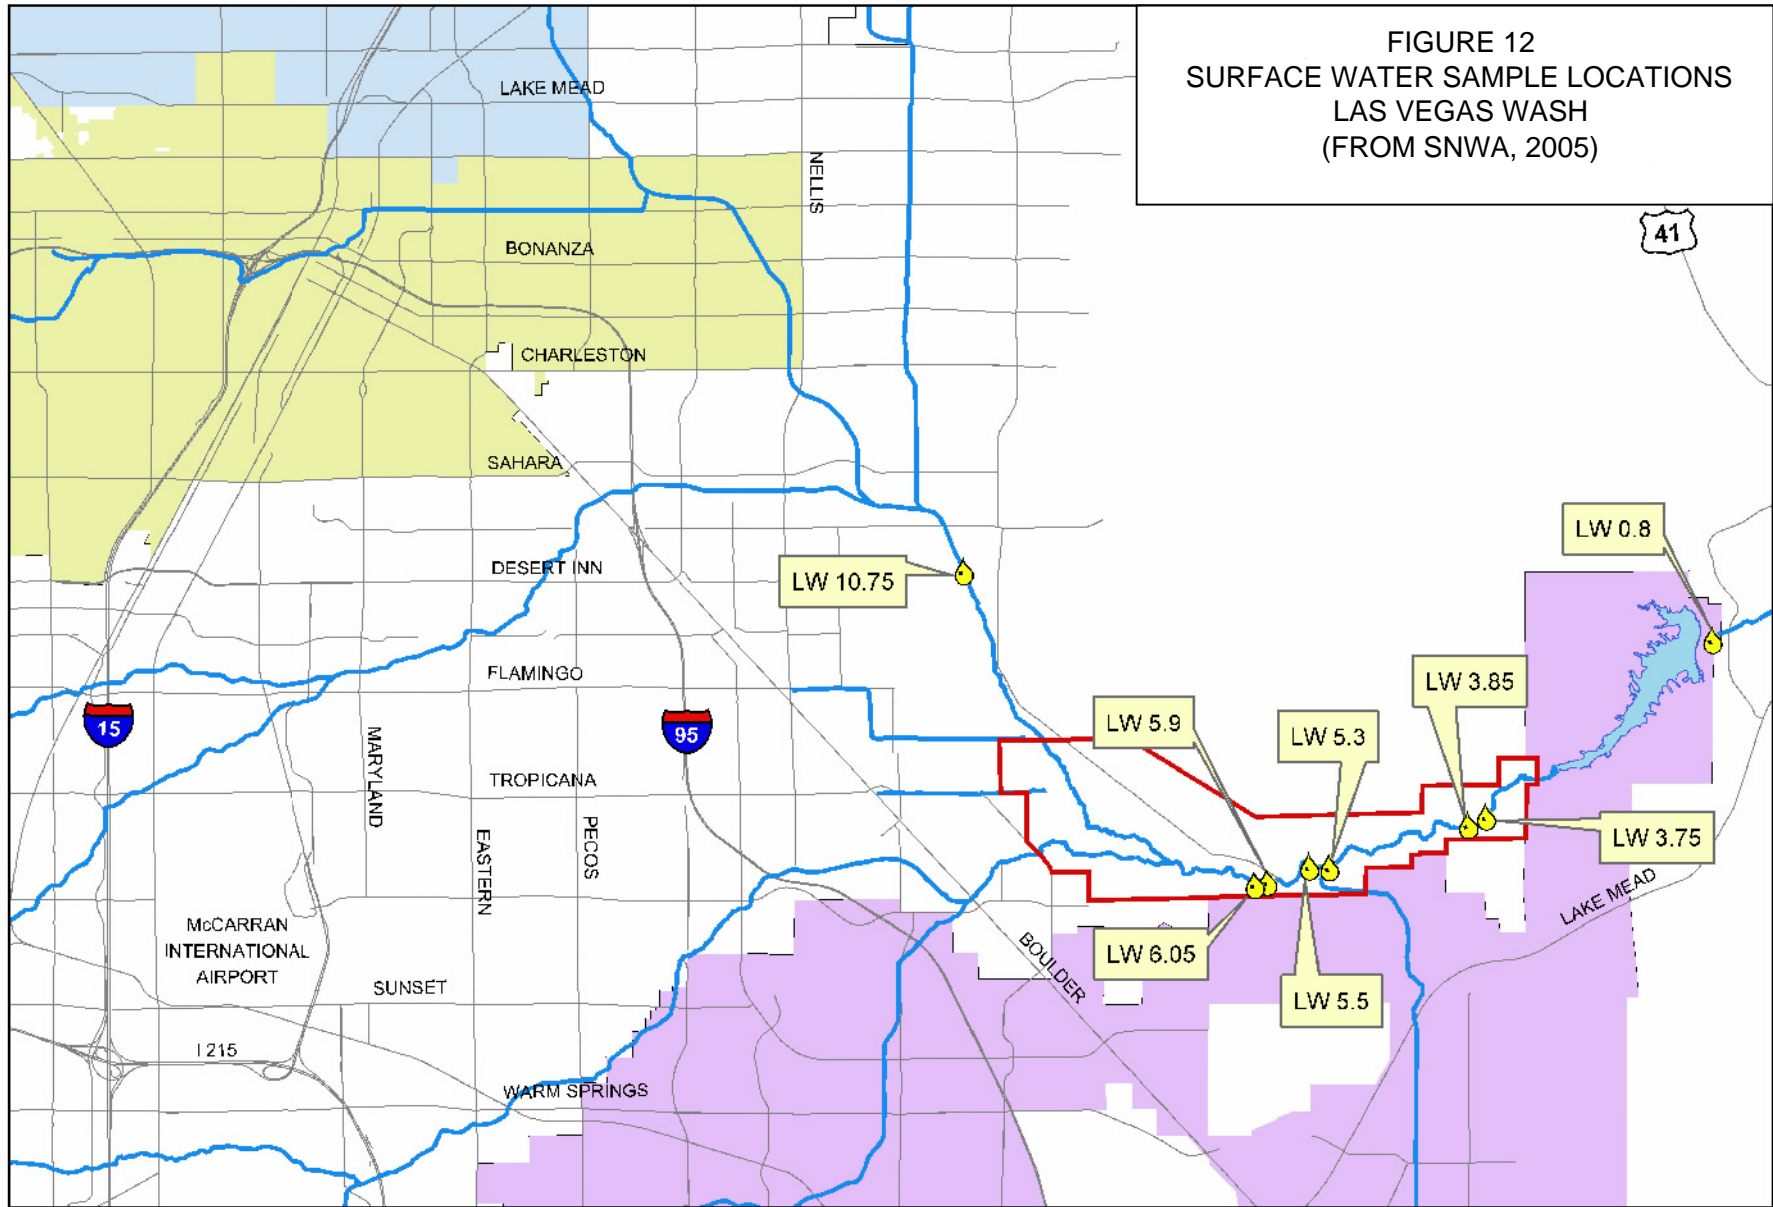 FIGURE 12
SURFACE WATER SAMPLE LOCATIONS
LAS VEGAS WASH
(FROM SNWA, 2005)
LAKE MEAD
NELLIS
41
BONANZA
CHARLESTON
SAHARA
LW 0.8
DESERT INN
LW 10.75
FLAMINGO
LW 3.85
LW 5.9
15
95
LW 5.3
MARYLAND
TROPICANA
EASTERN
PECOS
LW 3.75
LAKE MEAD
McCARRAN
INTERNATIONAL
AIRPORT
BOULDER
LW 6.05
SUNSET
LW 5.5
I 215
WARM SPRINGS